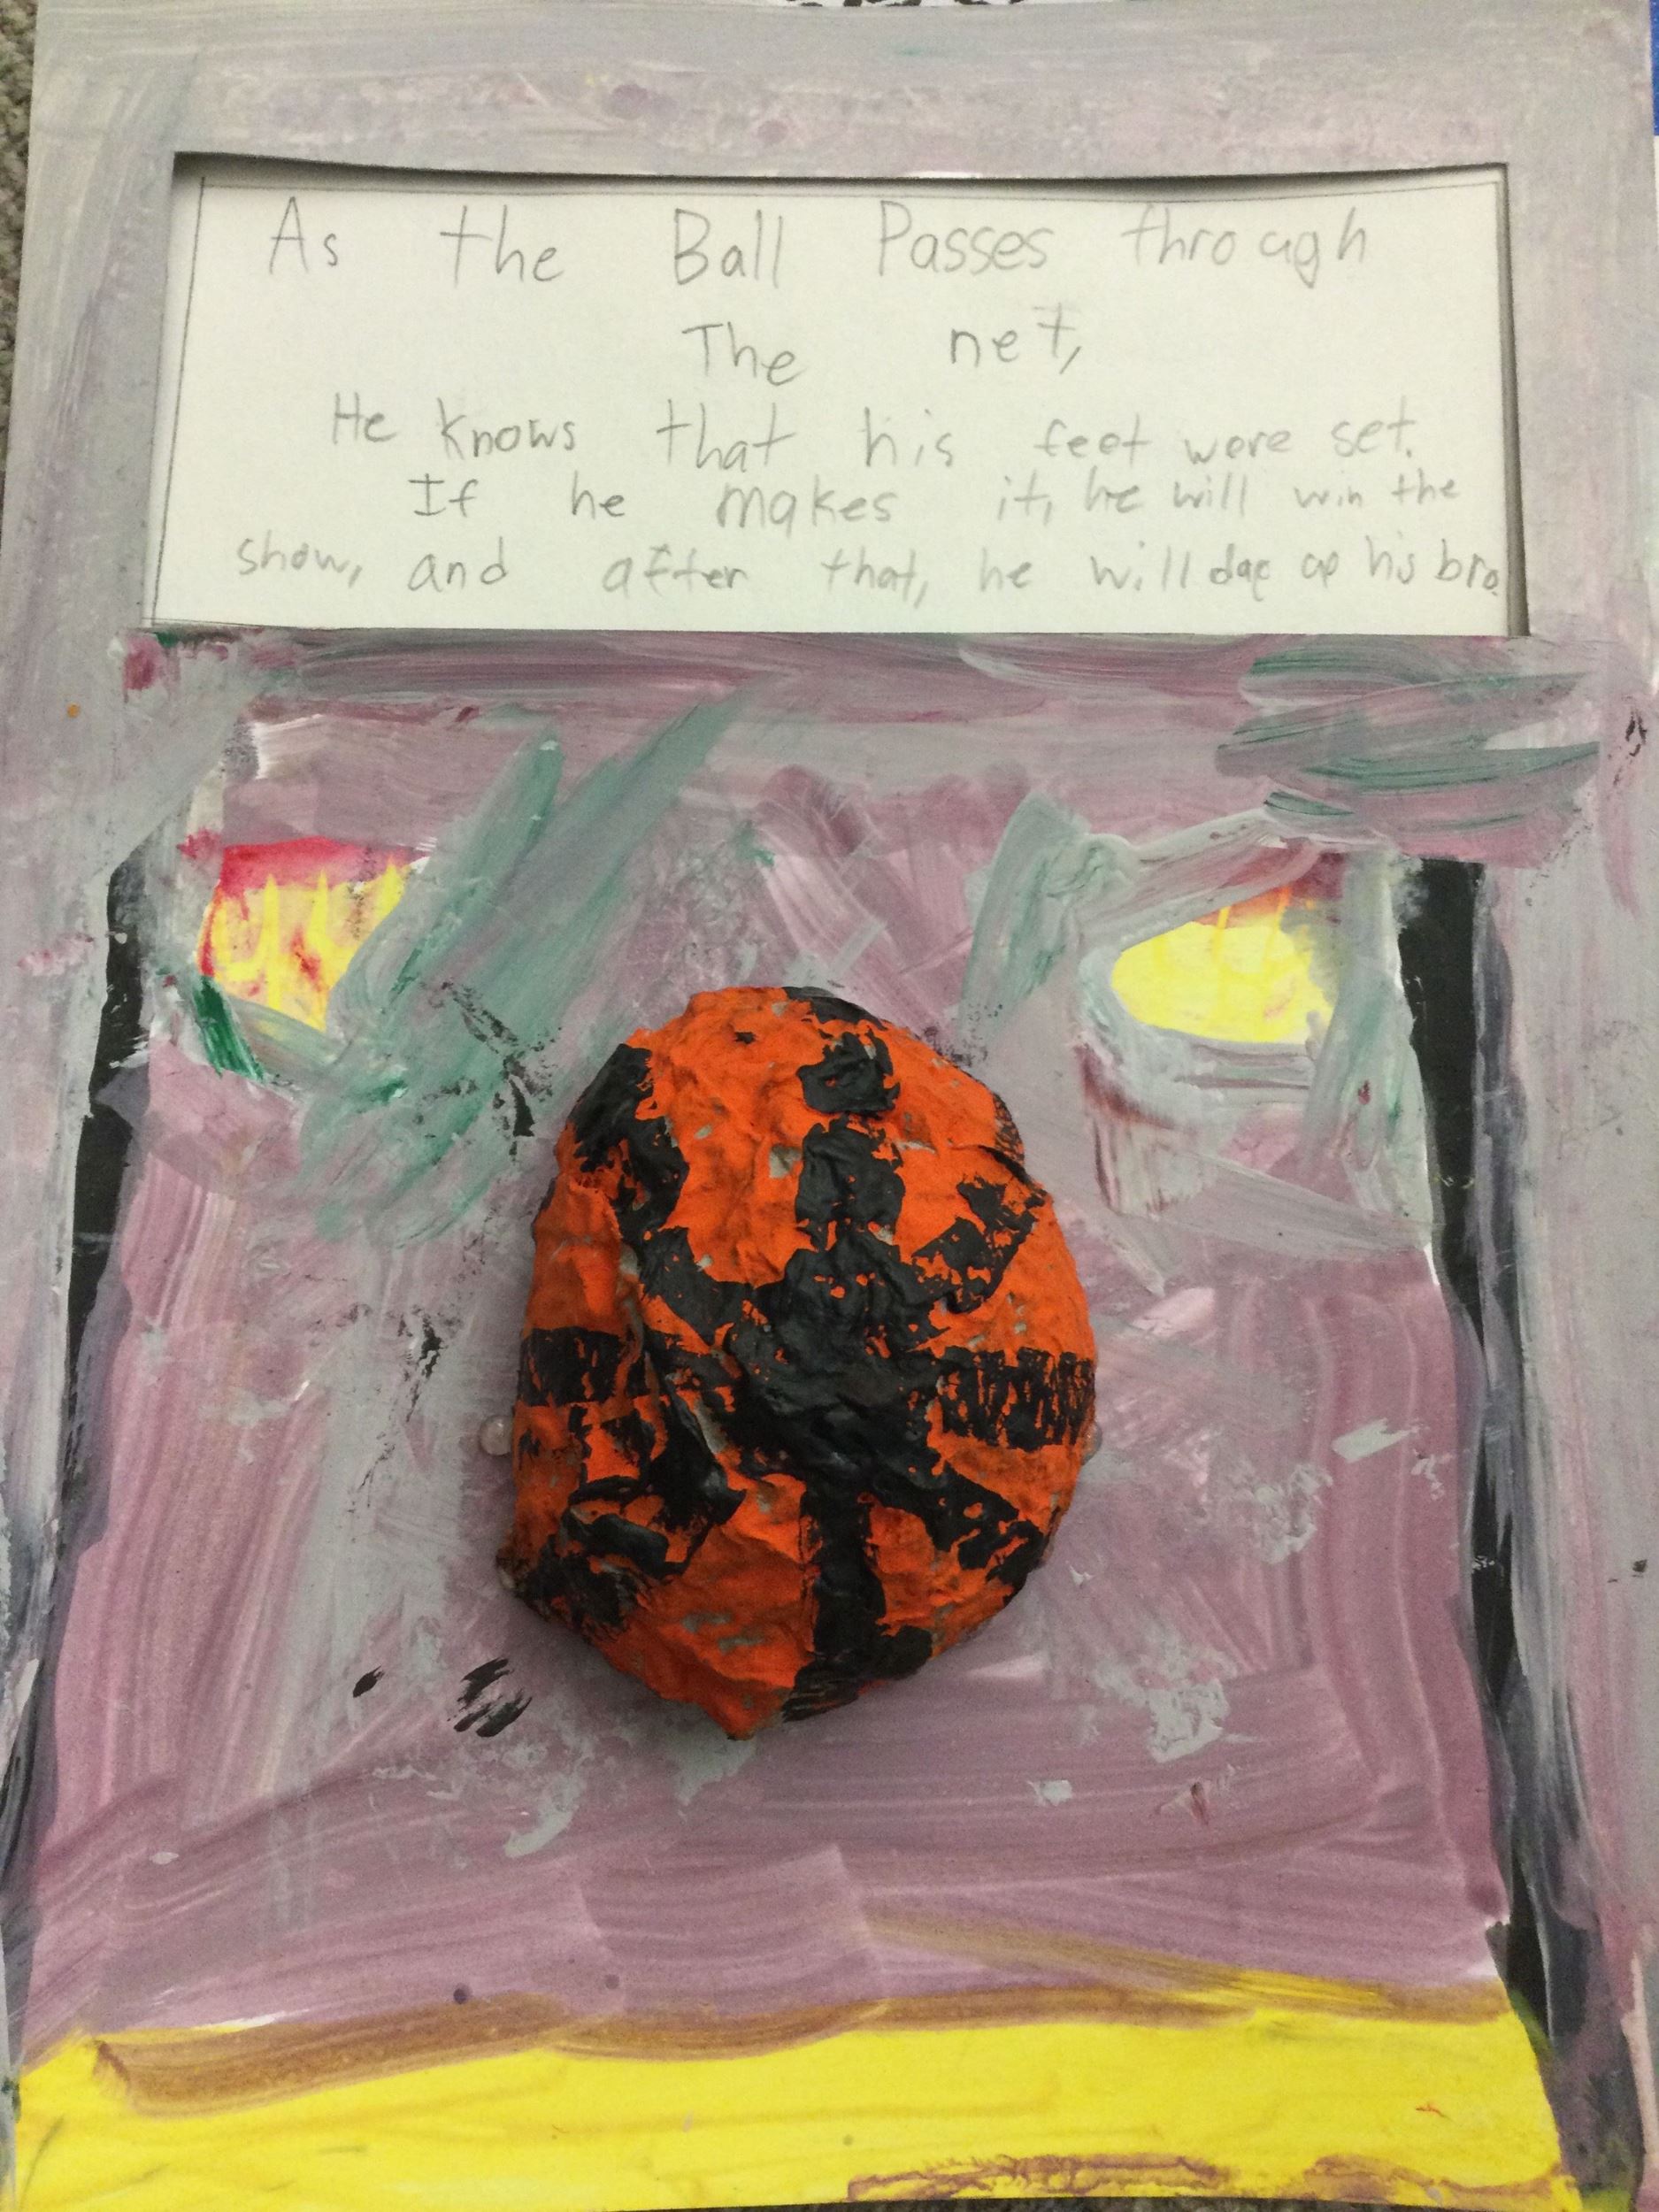 As the Ball Passes through
The net,
He knows that his feet were set.
If he makes it, he will win the
show, and after that, he will dap up his bro.